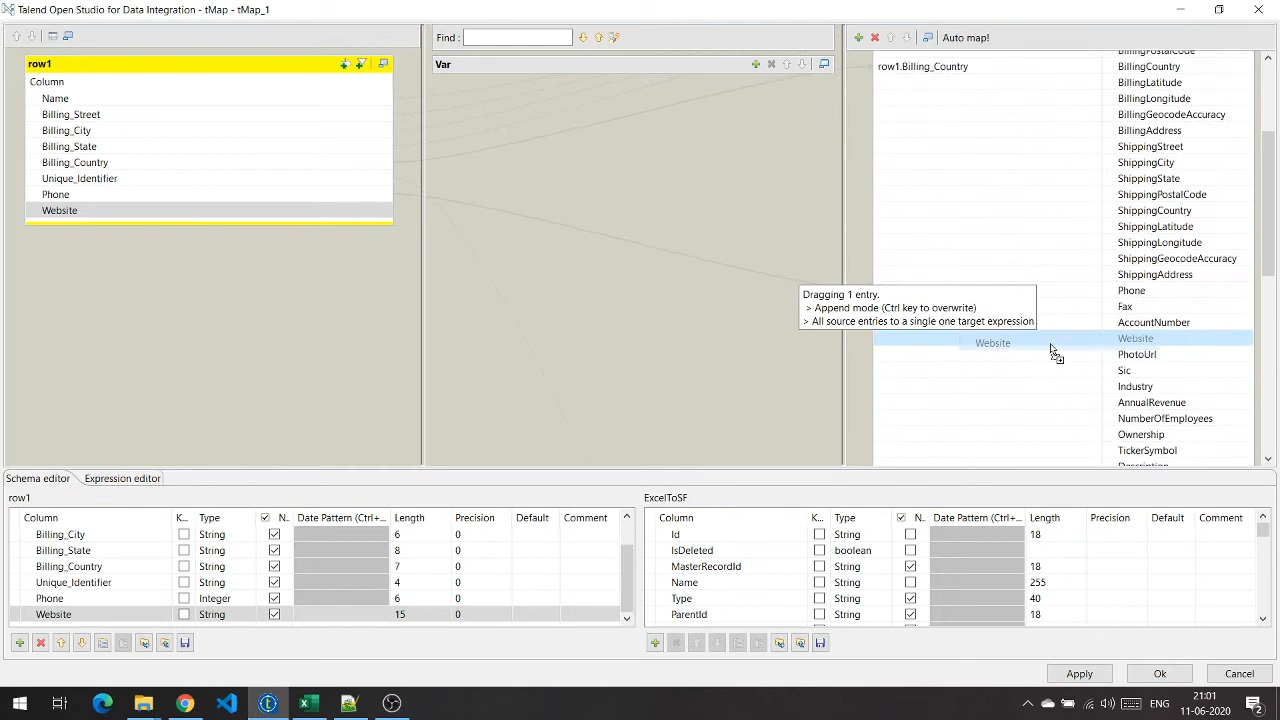 Talend Open Studio for Data Integration - tMap - tMap_1
Find :
Auto map!
row1
Column
Name
Billing_Street
Billing_City
Billing_State
Billing_Country
Unique_Identifier
Phone
Website
Var
BillingPostalCode
row1.Billing_Country BillingCountry
BillingLatitude
BillingLongitude
BillingGeocodeAccuracy
BillingAddress
ShippingStreet
ShippingCity
ShippingState
ShippingPostalCode
ShippingCountry
ShippingLatitude
ShippingLongitude
ShippingGeocodeAccuracy
ShippingAddress
Phone
Fax
AccountNumber
Website
PhotoUrl
Sic
Industry
AnnualRevenue
NumberOfEmployees
Ownership
TickerSymbol
Description
Dragging 1 entry.
> Append mode (Ctrl key to overwrite)
> All source entries to a single one target expression
Website
Schema editor Expression editor
row1
Column K... Type N.. Date Pattern (Ctrl+... Length Precision Default Comment
Billing_City String 6 0
Billing_State String 8 0
Billing_Country String 7 0
Unique_Identifier String 4 0
Phone Integer 6 0
Website String 15 0
ExcelToSF
Column K... Type N.. Date Pattern (Ctrl+... Length Precision Default Comment
Id String 18
IsDeleted boolean
MasterRecordId String 18
Name String 255
Type String 40
ParentId String 18
Apply Ok Cancel
ENG
21:01
11-06-2020
2